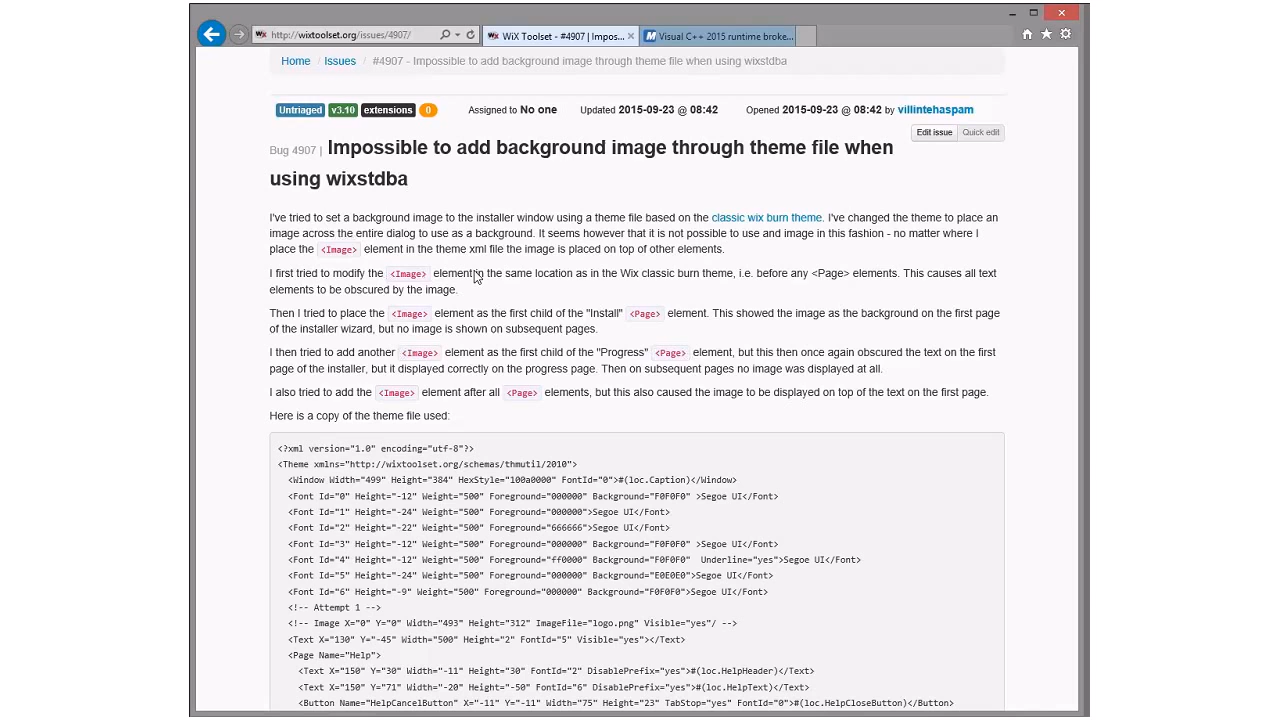 http://wixtoolset.org/issues/4907/
WiX Toolset - #4907 | Impos...
Visual C++ 2015 runtime broke...
Home / Issues / #4907 - Impossible to add background image through theme file when using wixstdba
Untriaged v3.10 extensions 0 Assigned to No one Updated 2015-09-23 @ 08:42 Opened 2015-09-23 @ 08:42 by villintehaspam
Edit issue Quick edit
Bug 4907 | Impossible to add background image through theme file when
using wixstdba
I've tried to set a background image to the installer window using a theme file based on the classic wix burn theme. I've changed the theme to place an
image across the entire dialog to use as a background. It seems however that it is not possible to use and image in this fashion - no matter where I
place the <Image> element in the theme xml file the image is placed on top of other elements.
I first tried to modify the <Image> element in the same location as in the Wix classic burn theme, i.e. before any <Page> elements. This causes all text
elements to be obscured by the image.
Then I tried to place the <Image> element as the first child of the "Install" <Page> element. This showed the image as the background on the first page
of the installer wizard, but no image is shown on subsequent pages.
I then tried to add another <Image> element as the first child of the "Progress" <Page> element, but this then once again obscured the text on the first
page of the installer, but it displayed correctly on the progress page. Then on subsequent pages no image was displayed at all.
I also tried to add the <Image> element after all <Page> elements, but this also caused the image to be displayed on top of the text on the first page.
Here is a copy of the theme file used:
<?xml version="1.0" encoding="utf-8"?>
<Theme xmlns="http://wixtoolset.org/schemas/thmutil/2010">
<Window Width="499" Height="384" HexStyle="100a0000" FontId="0">#(loc.Caption)</Window>
<Font Id="0" Height="-12" Weight="500" Foreground="000000" Background="F0F0F0" >Segoe UI</Font>
<Font Id="1" Height="-24" Weight="500" Foreground="000000">Segoe UI</Font>
<Font Id="2" Height="-22" Weight="500" Foreground="666666">Segoe UI</Font>
<Font Id="3" Height="-12" Weight="500" Foreground="000000" Background="F0F0F0" >Segoe UI</Font>
<Font Id="4" Height="-12" Weight="500" Foreground="ff0000" Background="F0F0F0"  Underline="yes">Segoe UI</Font>
<Font Id="5" Height="-24" Weight="500" Foreground="000000" Background="E0E0E0">Segoe UI</Font>
<Font Id="6" Height="-9" Weight="500" Foreground="000000" Background="F0F0F0">Segoe UI</Font>
<!-- Attempt 1 -->
<!-- Image X="0" Y="0" Width="493" Height="312" ImageFile="logo.png" Visible="yes"/ -->
<Text X="130" Y="-45" Width="500" Height="2" FontId="5" Visible="yes"></Text>
<Page Name="Help">
<Text X="150" Y="30" Width="-11" Height="30" FontId="2" DisablePrefix="yes">#(loc.HelpHeader)</Text>
<Text X="150" Y="71" Width="-20" Height="-50" FontId="6" DisablePrefix="yes">#(loc.HelpText)</Text>
<Button Name="HelpCancelButton" X="-11" Y="-11" Width="75" Height="23" TabStop="yes" FontId="0">#(loc.HelpCloseButton)</Button>